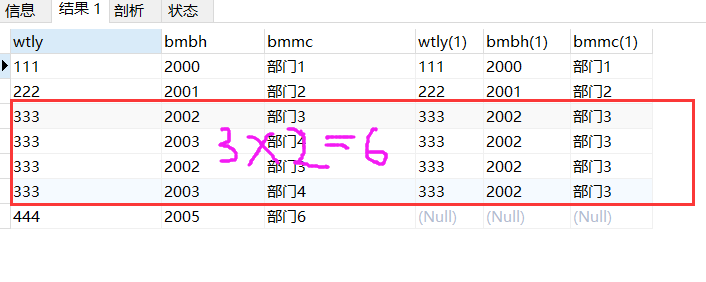 信息 结果 1 剖析 状态
wtly bmbh bmmc wtly(1) bmbh(1) bmmc(1)
111 2000 部门1 111 2000 部门1
222 2001 部门2 222 2001 部门2
333 2002 部门3 333 2002 部门3
333 2003 部门4 333 2002 部门3
333 2002 部门3 333 2002 部门3
333 2003 部门4 333 2002 部门3
3×2=6
444 2005 部门6 (Null) (Null) (Null)